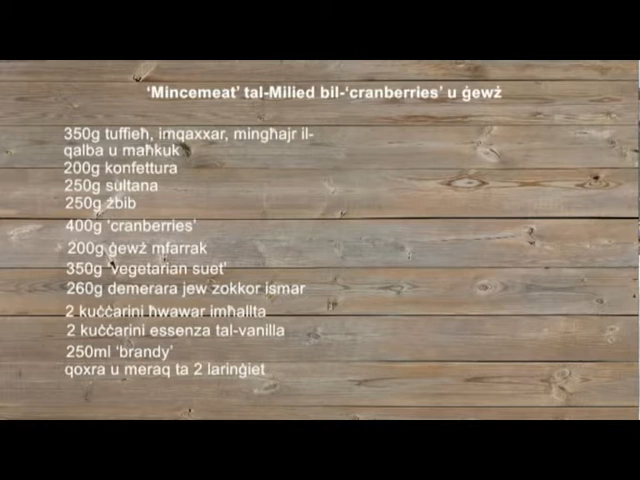 ‘Mincemeat’ tal-Milied bil-‘cranberries’ u ġewż
350g tuffieħ, imqaxxar, mingħajr il-
qalba u maħkuk
200g konfettura
250g sultana
250g żbib
400g ‘cranberries’
200g ġewż mfarrak
350g ‘vegetarian suet’
260g demerara jew zokkor ismar
2 kuċċarini ħwawar imħallta
2 kuċċarini essenza tal-vanilla
250ml ‘brandy’
qoxra u meraq ta 2 larinġiet